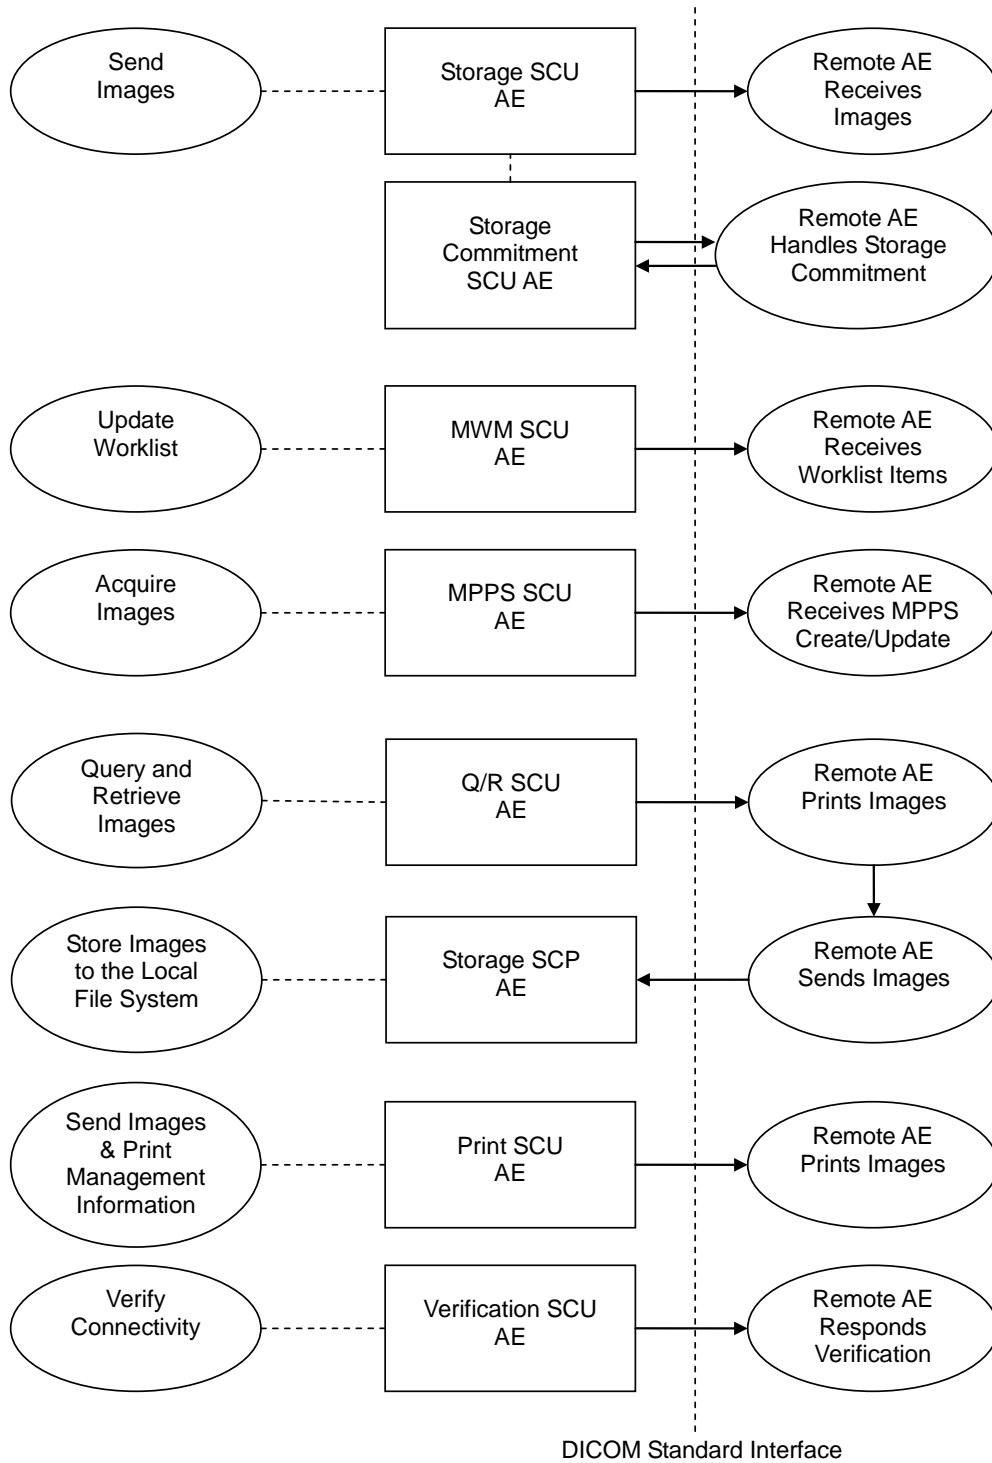 Send
Images
Storage SCU
AE
Remote AE
Receives
Images
Storage
Commitment
SCU AE
Remote AE
Handles Storage
Commitment
Update
Worklist
MWM SCU
AE
Remote AE
Receives
Worklist Items
Acquire
Images
MPPS SCU
AE
Remote AE
Receives MPPS
Create/Update
Query and
Retrieve
Images
Q/R SCU
AE
Remote AE
Prints Images
Store Images
to the Local
File System
Storage SCP
AE
Remote AE
Sends Images
Send Images
& Print
Management
Information
Print SCU
AE
Remote AE
Prints Images
Verify
Connectivity
Verification SCU
AE
Remote AE
Responds
Verification
DICOM Standard Interface